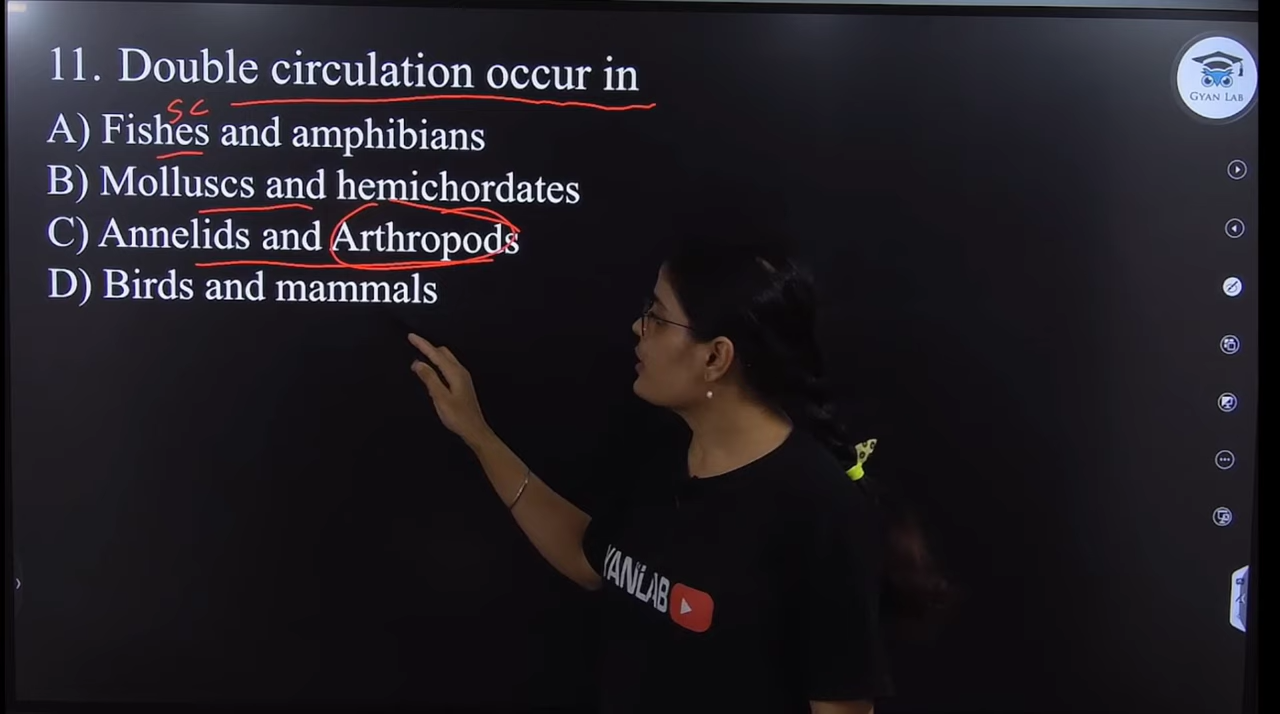 11. Double circulation occur in
SC
A) Fishes and amphibians
B) Molluscs and hemichordates
C) Annelids and Arthropods
D) Birds and mammals
GYAN LAB
YANLAB